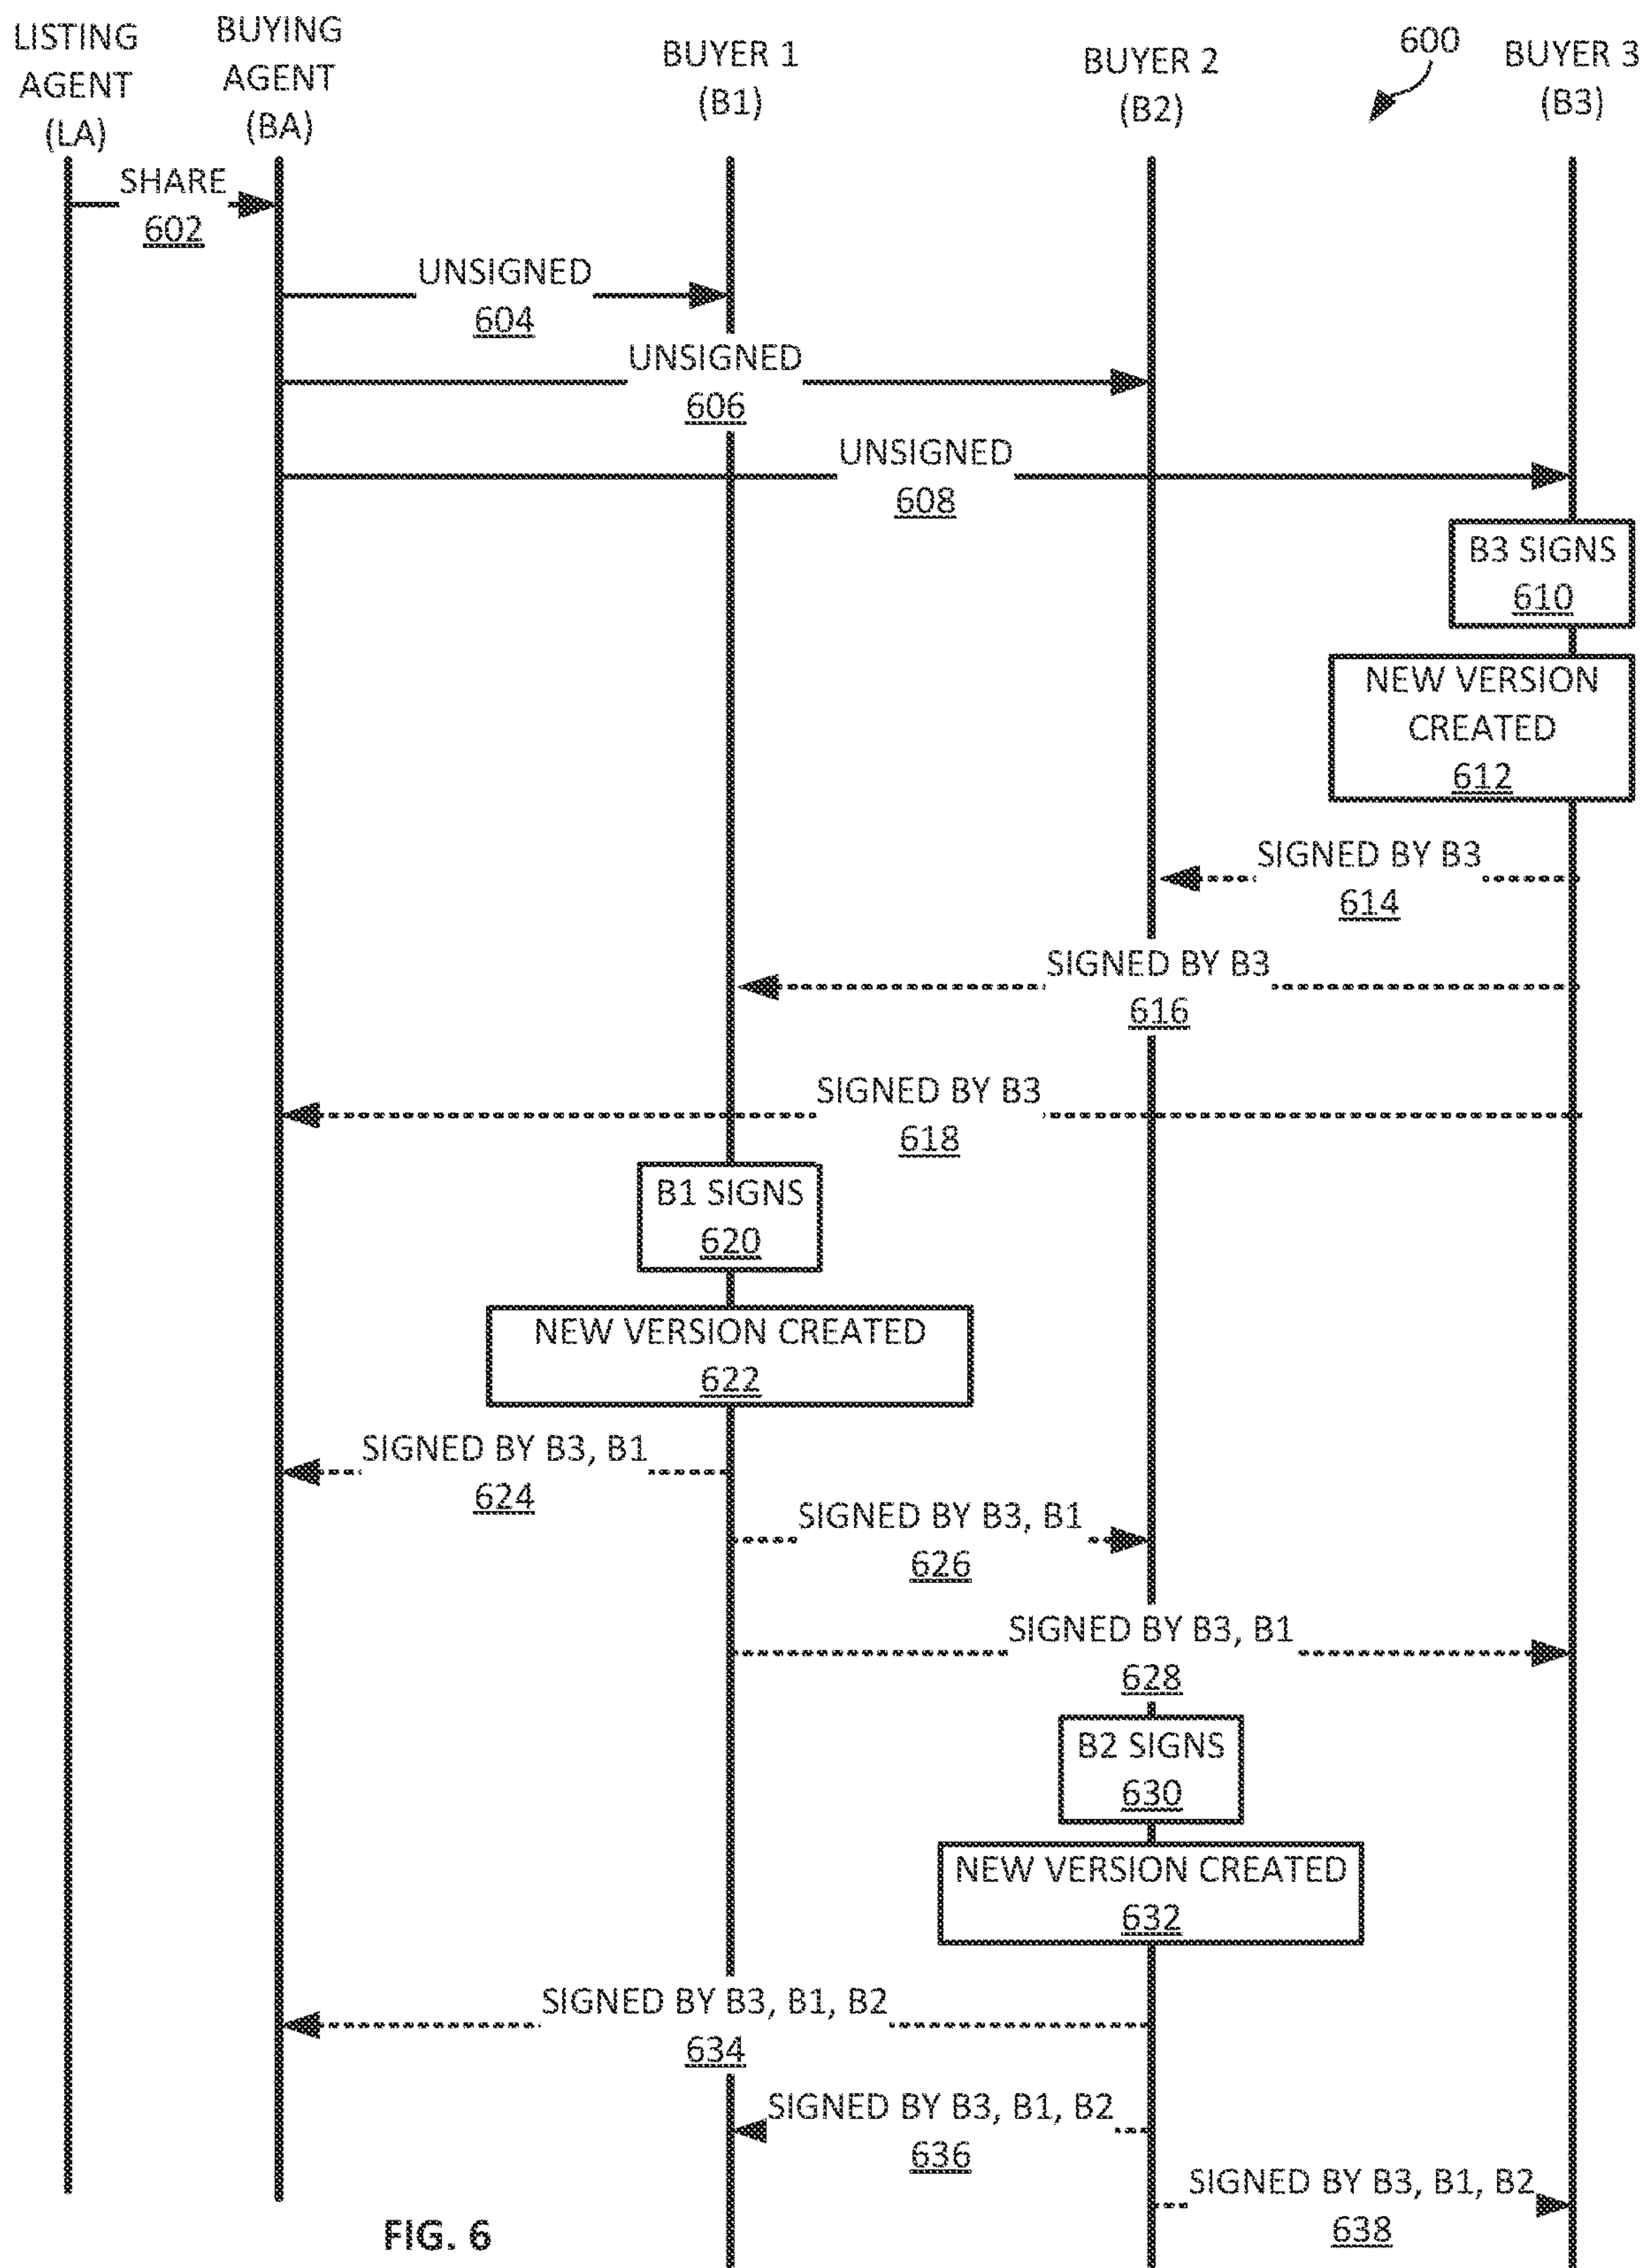 LISTING
AGENT
(LA)
BUYING
AGENT
(BA)
BUYER 1
(B1)
BUYER 2
(B2)
600
BUYER 3
(B3)
SHARE
602
UNSIGNED
604
UNSIGNED
606
UNSIGNED
608
B3 SIGNS
610
NEW VERSION
CREATED
612
SIGNED BY B3
614
SIGNED BY B3
616
SIGNED BY B3
618
B1 SIGNS
620
NEW VERSION CREATED
622
SIGNED BY B3, B1
624
SIGNED BY B3, B1
626
SIGNED BY B3, B1
628
B2 SIGNS
630
NEW VERSION CREATED
632
SIGNED BY B3, B1, B2
634
SIGNED BY B3, B1, B2
636
SIGNED BY B3, B1, B2
638
FIG. 6